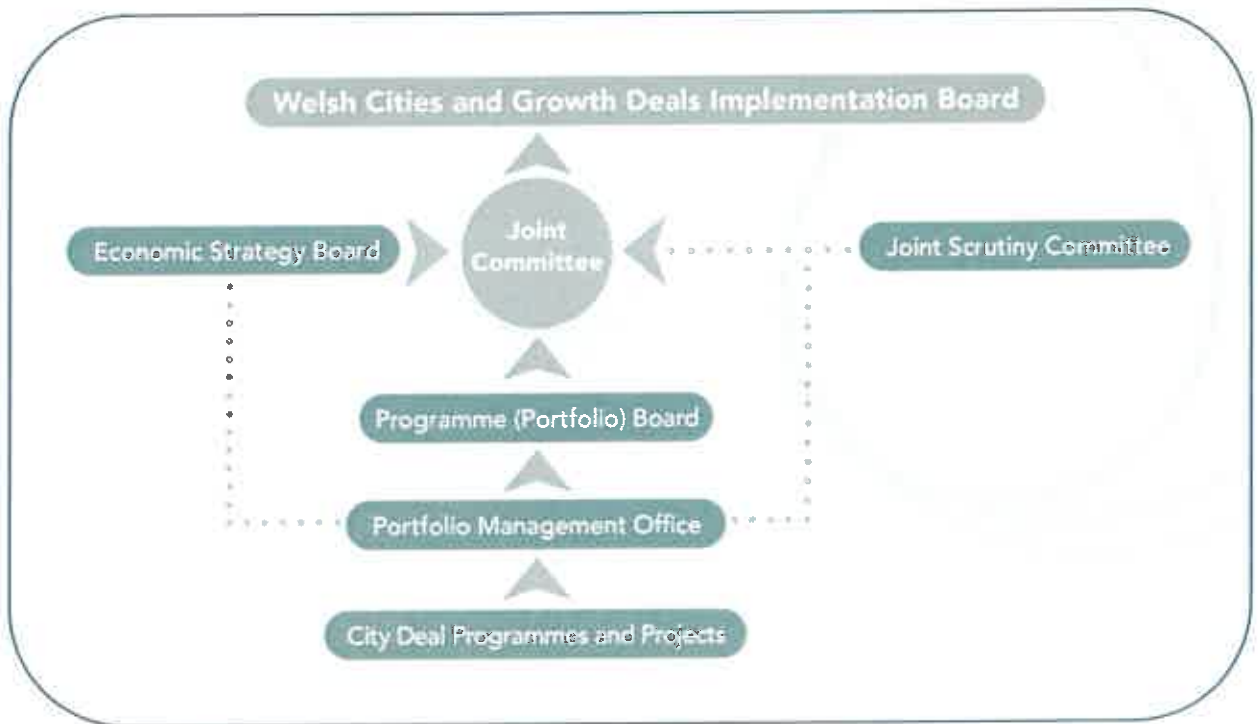 Welsh Cities and Growth Deals Implementation Board
Economic Strategy Board
Joint
Committee
Joint Scrutiny Committee
Programme (Portfolio) Board
Portfolio Management Office
City Deal Programmes and Projects